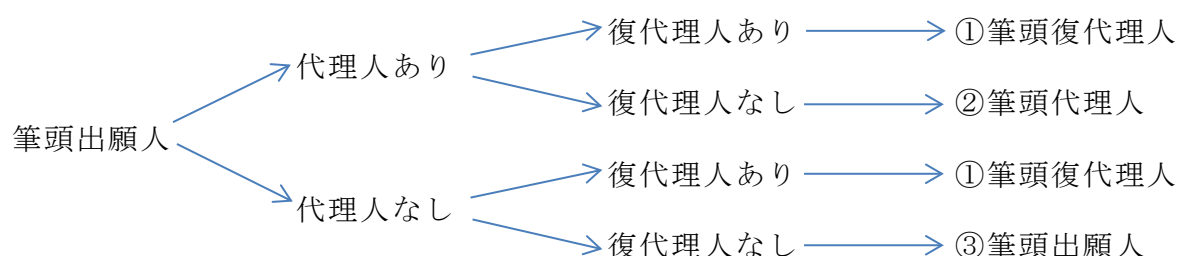 復代理人あり
①筆頭復代理人
代理人あり
復代理人なし
②筆頭代理人
筆頭出願人
復代理人あり
①筆頭復代理人
代理人なし
復代理人なし
③筆頭出願人